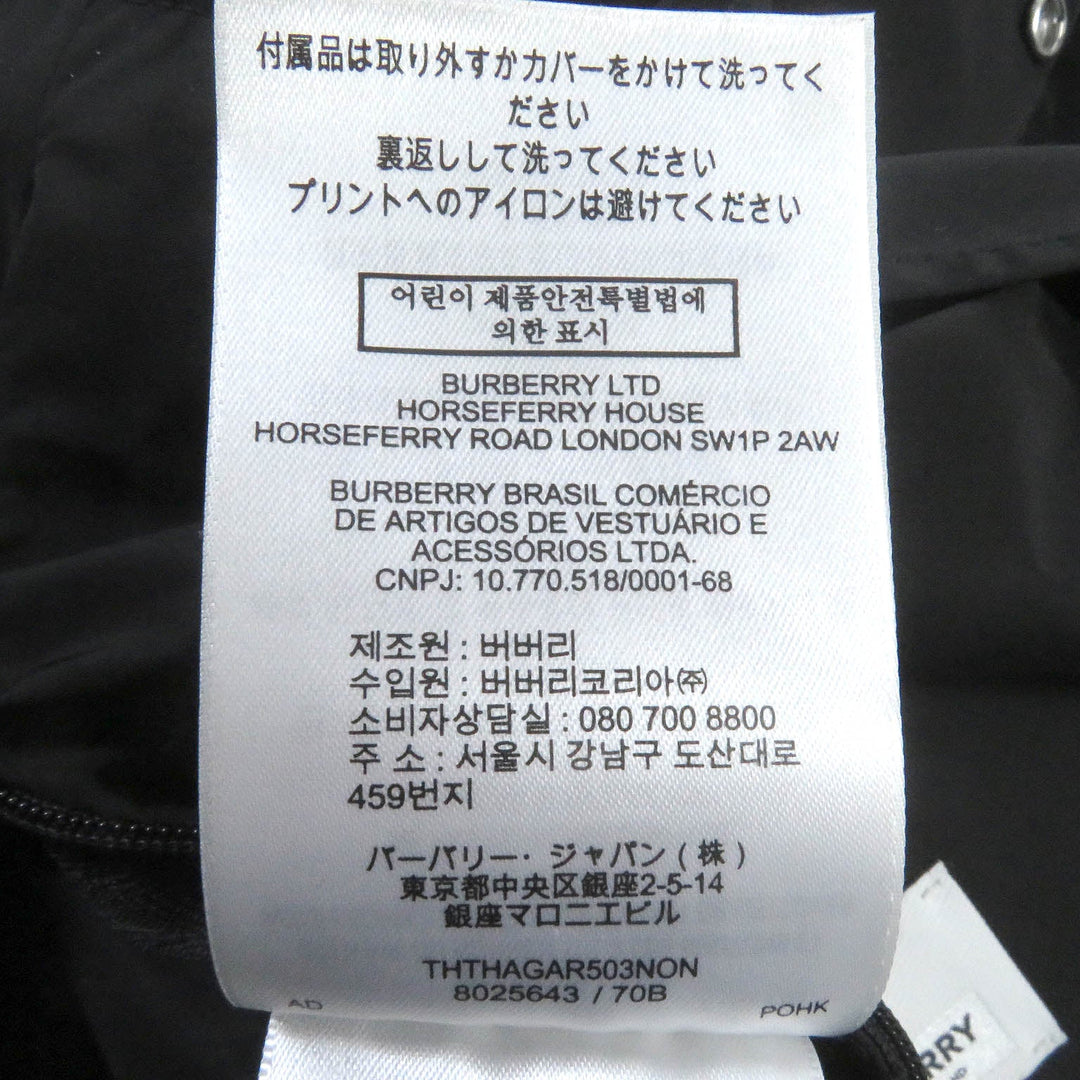 付属品は取り外すかカバーをかけて洗ってく
ださい
裏返しして洗ってください
プリントへのアイロンは避けてください
어린이 제품안전특별법에
의한 표시
BURBERRY LTD
HORSEFERRY HOUSE
HORSEFERRY ROAD LONDON SW1P 2AW
BURBERRY BRASIL COMÉRCIO
DE ARTIGOS DE VESTUÁRIO E
ACESSÓRIOS LTDA.
CNPJ: 10.770.518/0001-68
제조원 : 버버리
수입원 : 버버리코리아㈜
소비자상담실 : 080 700 8800
주 소 : 서울시 강남구 도산대로
459번지
バーバリー・ジャパン ( 株 )
東京都中央区銀座2-5-14
銀座マロニエビル
THTHAGAR503NON
8025643 / 70B
AD
POHK
RRY